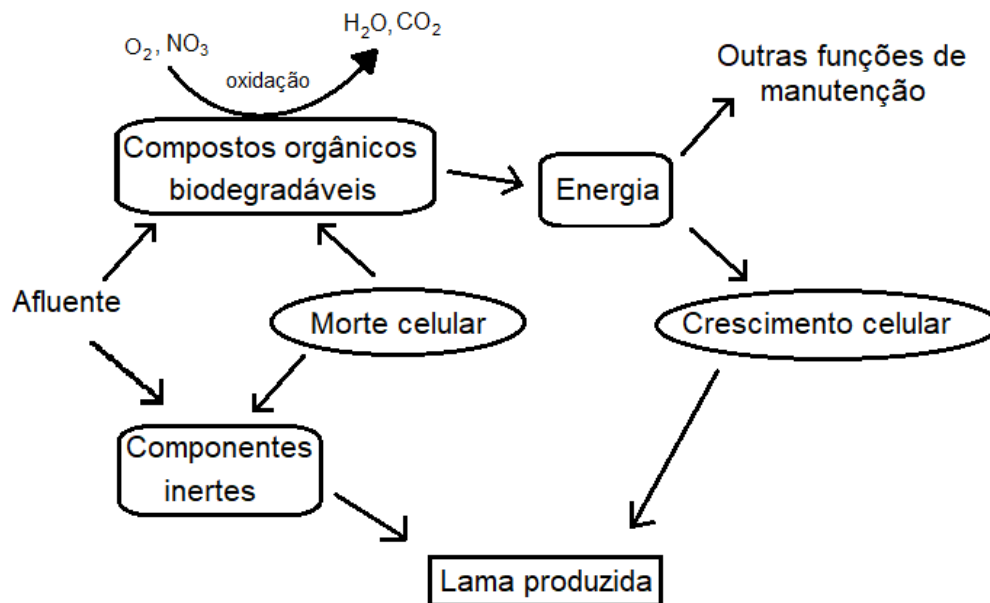 O₂, NO₃
H₂O, CO₂
oxidação
Outras funções de
manutenção
Compostos orgânicos
biodegradáveis
Energia
Afluente
Morte celular
Crescimento celular
Componentes
inertes
Lama produzida